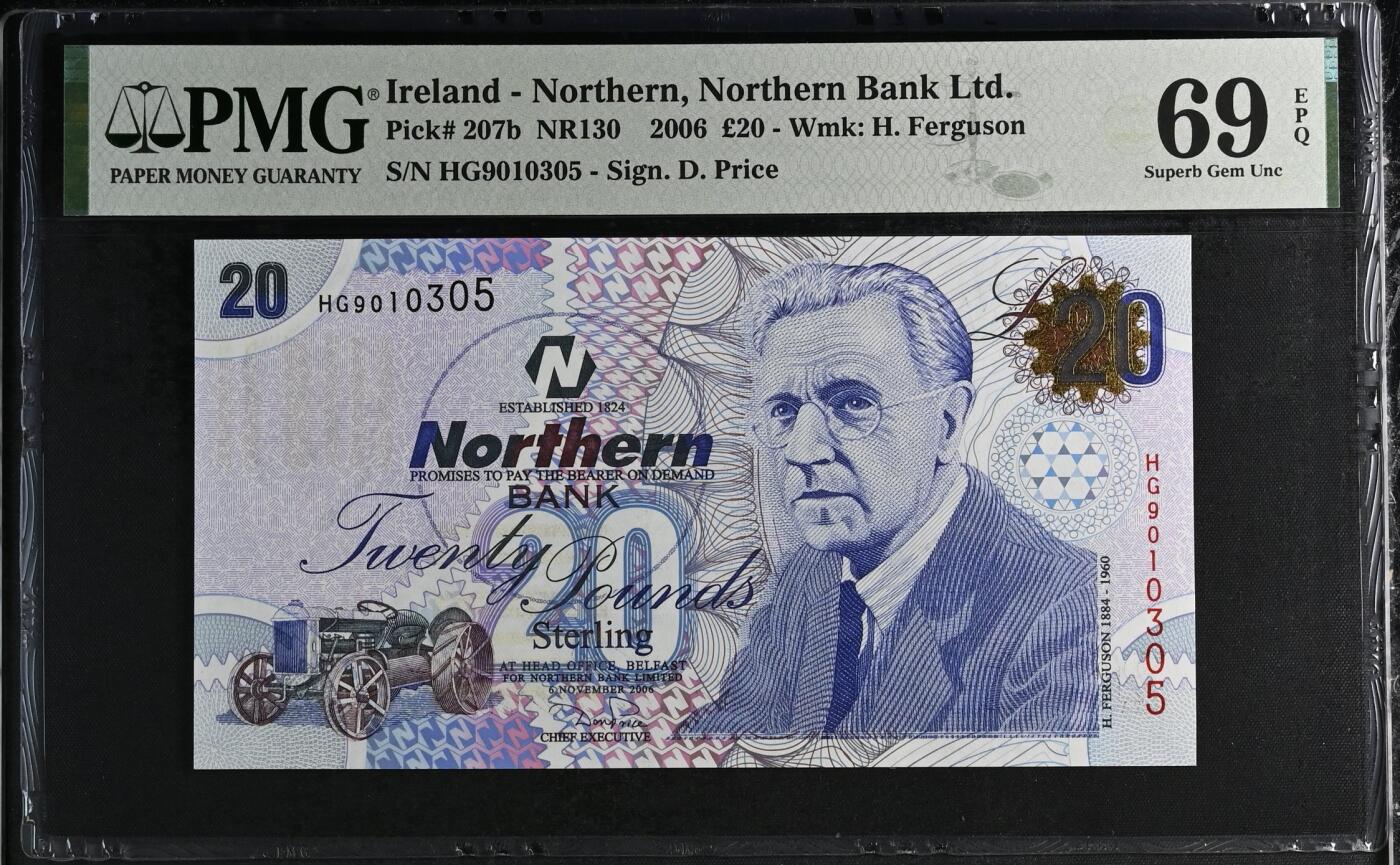 PMG®
PAPER MONEY GUARANTY
Ireland - Northern, Northern Bank Ltd.
Pick# 207b NR130 2006 £20 - Wmk: H. Ferguson
S/N HG9010305 - Sign. D. Price
69
EPQ
Superb Gem Unc
20
HG9010305
£20
N
ESTABLISHED 1824
Northern
PROMISES TO PAY THE BEARER ON DEMAND
BANK
20
Twenty Pounds
Sterling
AT HEAD OFFICE, BELFAST
FOR NORTHERN BANK LIMITED
6 NOVEMBER 2006
CHIEF EXECUTIVE
H. FERGUSON 1884 - 1960
HG9010305